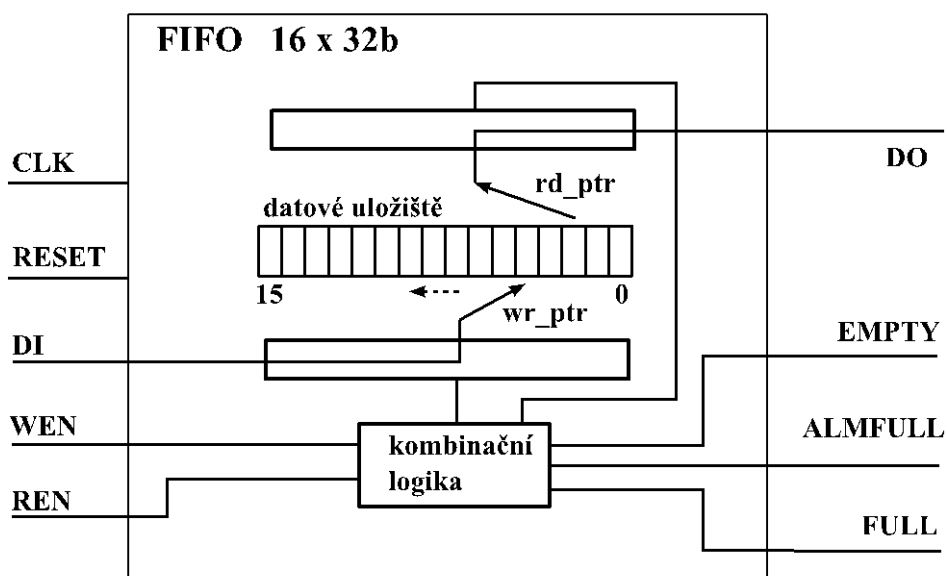 FIFO 16 x 32b
CLK
DO
rd_ptr
datové uložiště
RESET
15
0
wr_ptr
DI
EMPTY
WEN
kombinační
logika
ALMFULL
REN
FULL